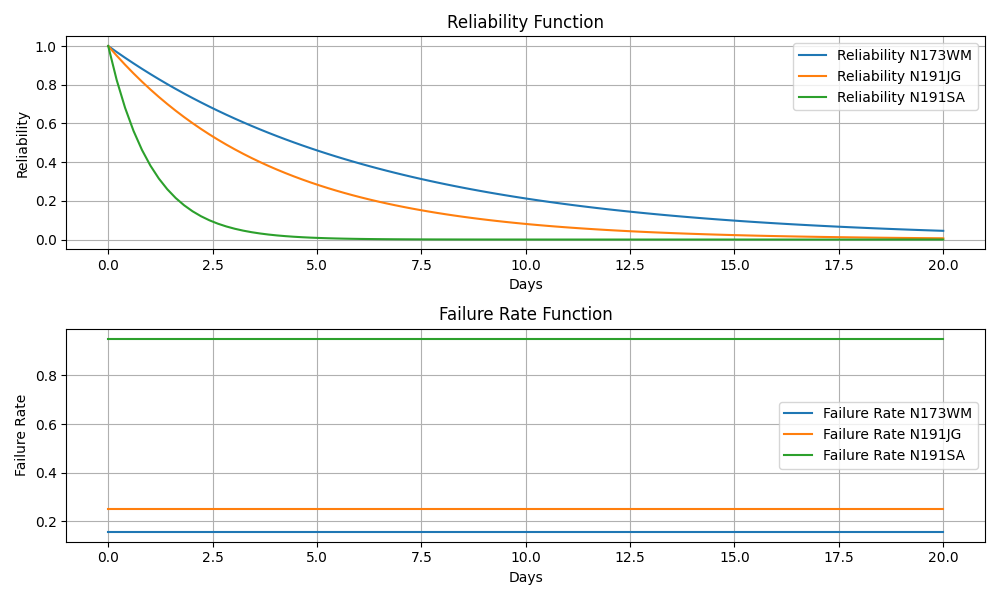 Reliability Function
Reliability
1.0
0.8
0.6
0.4
0.2
0.0
Reliability N173WM
Reliability N191JG
Reliability N191SA
0.0 2.5 5.0 7.5 10.0 12.5 15.0 17.5 20.0
Days
Failure Rate Function
Failure Rate
0.8
0.6
0.4
0.2
Failure Rate N173WM
Failure Rate N191JG
Failure Rate N191SA
0.0 2.5 5.0 7.5 10.0 12.5 15.0 17.5 20.0
Days